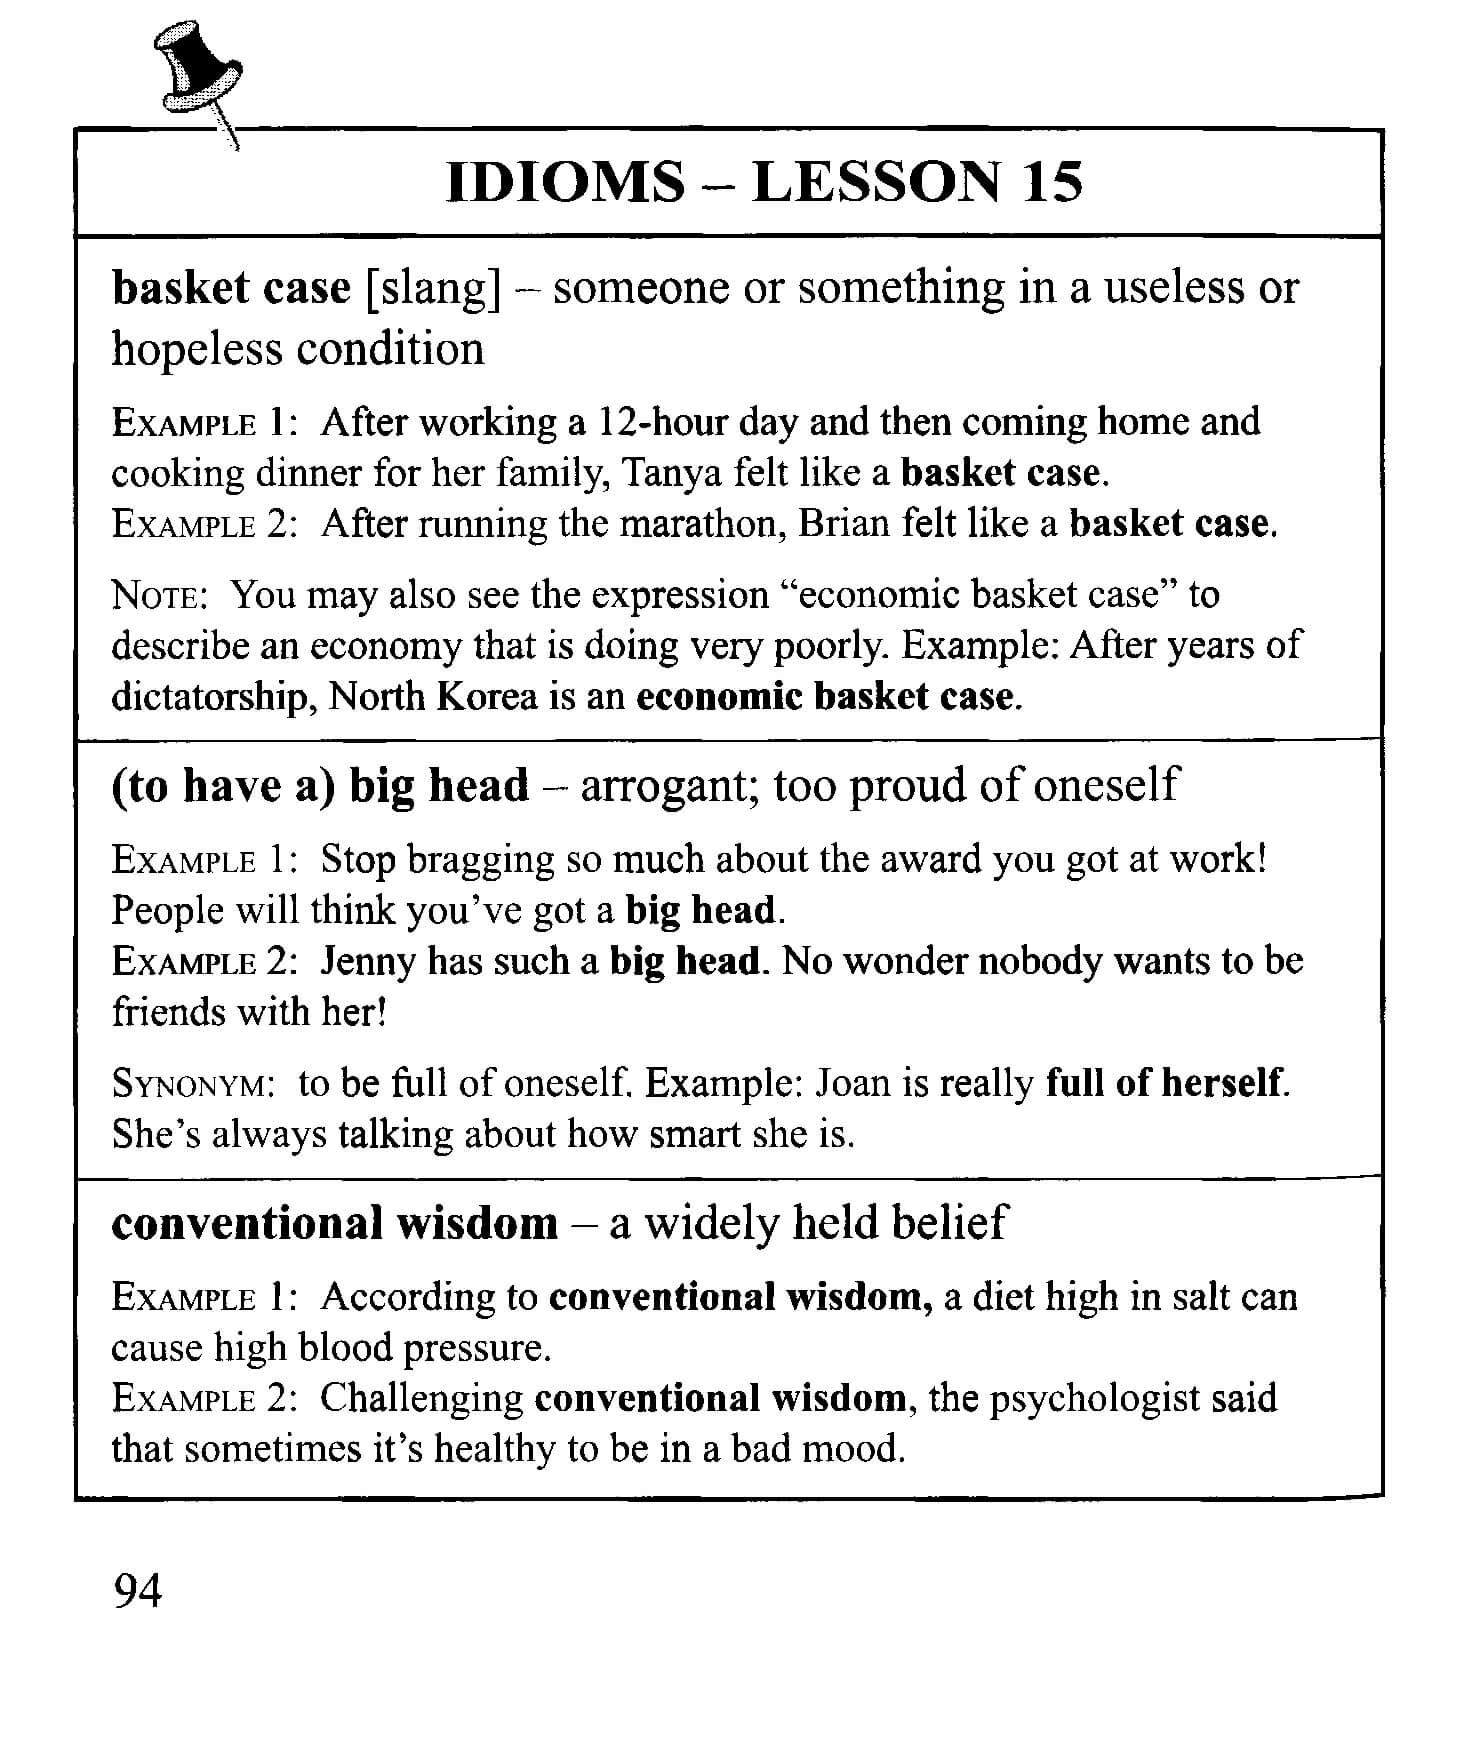 IDIOMS – LESSON 15
basket case [slang] – someone or something in a useless or
hopeless condition
EXAMPLE 1: After working a 12-hour day and then coming home and
cooking dinner for her family, Tanya felt like a basket case.
EXAMPLE 2: After running the marathon, Brian felt like a basket case.
NOTE: You may also see the expression “economic basket case” to
describe an economy that is doing very poorly. Example: After years of
dictatorship, North Korea is an economic basket case.
(to have a) big head – arrogant; too proud of oneself
EXAMPLE 1: Stop bragging so much about the award you got at work!
People will think you’ve got a big head.
EXAMPLE 2: Jenny has such a big head. No wonder nobody wants to be
friends with her!
SYNONYM: to be full of oneself. Example: Joan is really full of herself.
She’s always talking about how smart she is.
conventional wisdom – a widely held belief
EXAMPLE 1: According to conventional wisdom, a diet high in salt can
cause high blood pressure.
EXAMPLE 2: Challenging conventional wisdom, the psychologist said
that sometimes it’s healthy to be in a bad mood.
94